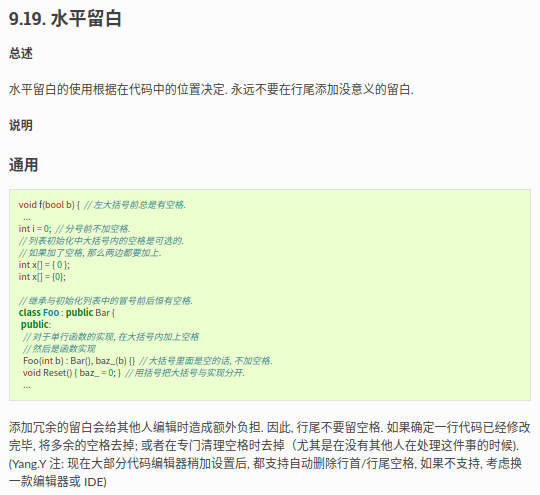 9.19. 水平留白
总述
水平留白的使用根据在代码中的位置决定. 永远不要在行尾添加没意义的留白.
说明
通用
void f(bool b) {  // 左大括号前总是有空格.
  ...
int i = 0;  // 分号前不加空格.
// 列表初始化中大括号内的空格是可选的.
// 如果加了空格, 那么两边都要加上.
int x[] = { 0 };
int x[] = {0};
// 继承与初始化列表中的冒号前后恒有空格.
class Foo : public Bar {
 public:
  // 对于单行函数的实现, 在大括号内加上空格
  // 然后是函数实现
  Foo(int b) : Bar(), baz_(b) {}  // 大括号里面是空的话, 不加空格.
  void Reset() { baz_ = 0; }  // 用括号把大括号与实现分开.
  ...
添加冗余的留白会给其他人编辑时造成额外负担. 因此, 行尾不要留空格. 如果确定一行代码已经修改
完毕, 将多余的空格去掉; 或者在专门清理空格时去掉（尤其是在没有其他人在处理这件事的时候).
(Yang.Y 注: 现在大部分代码编辑器稍加设置后, 都支持自动删除行首/行尾空格, 如果不支持, 考虑换
一款编辑器或 IDE)